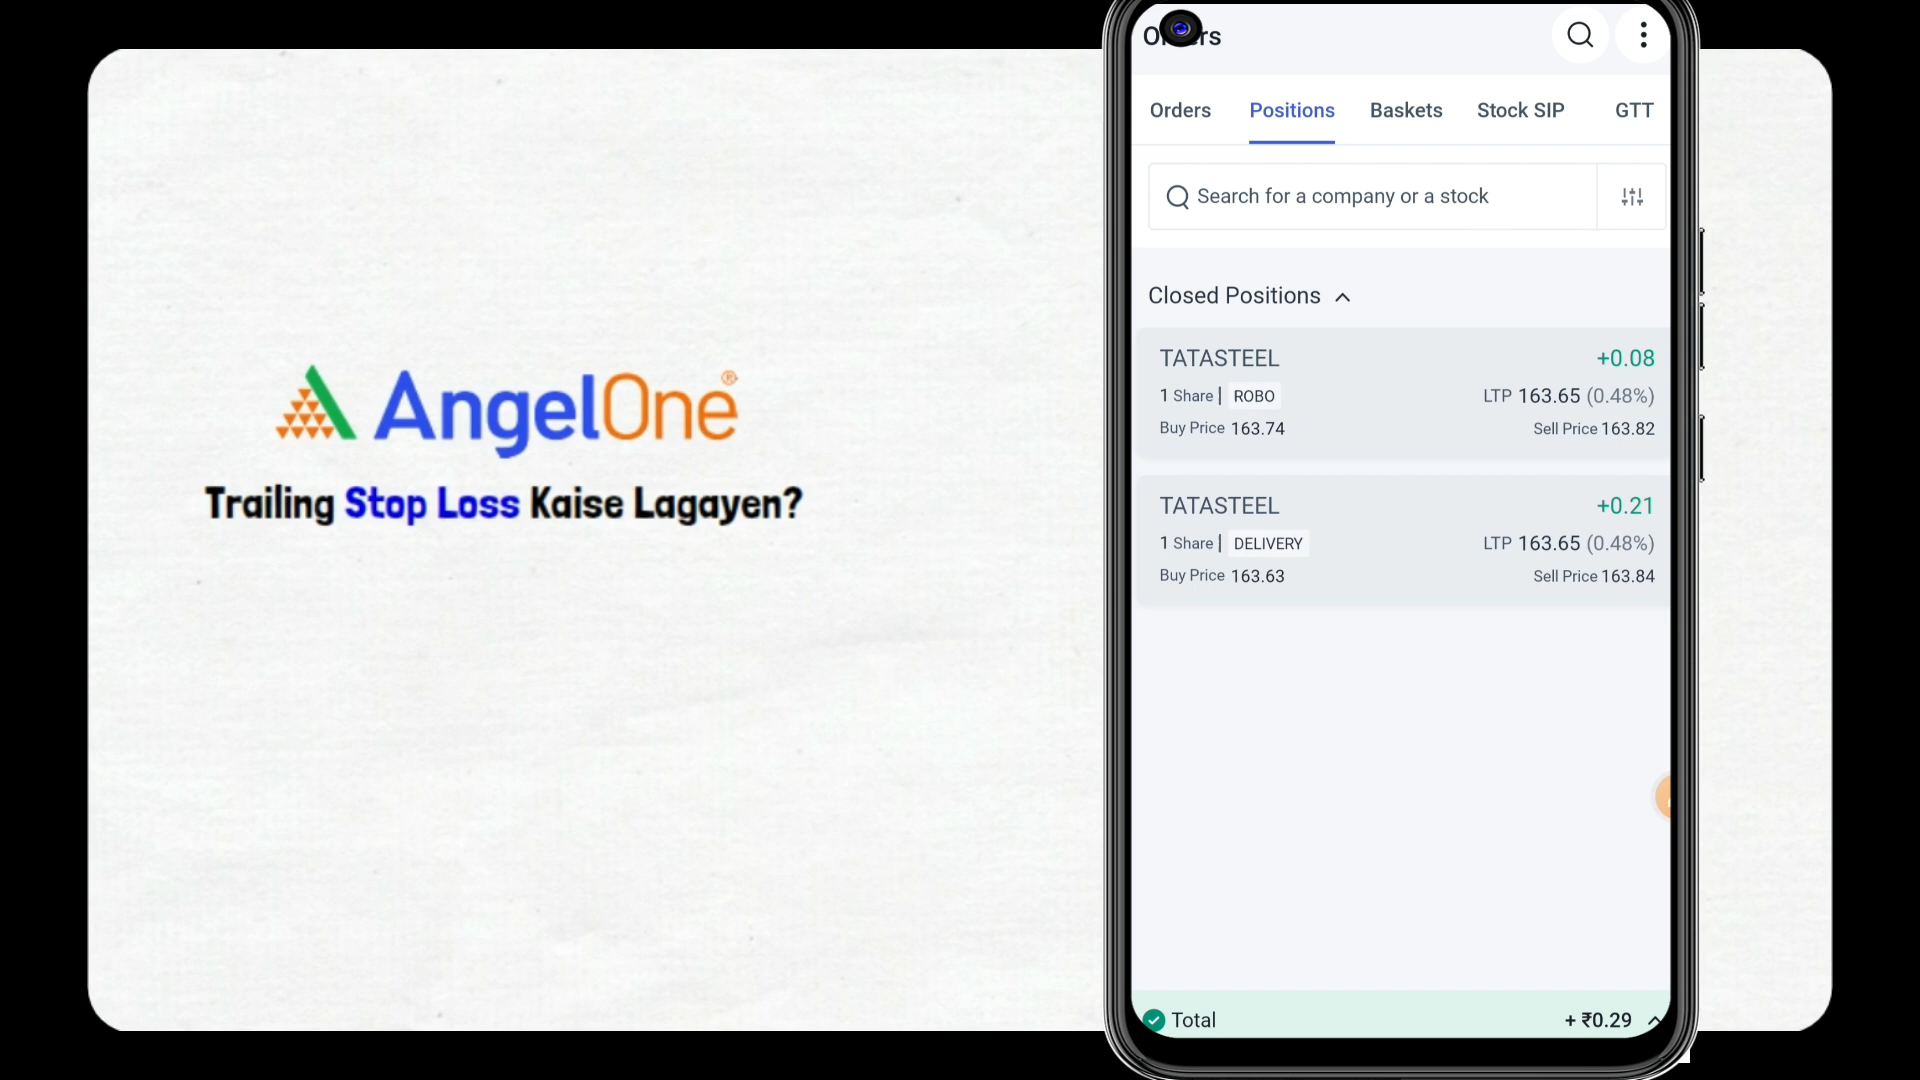 AngelOne
Trailing Stop Loss Kaise Lagayen?
Orders Positions Baskets Stock SIP GTT
Search for a company or a stock
Closed Positions
TATASTEEL +0.08
1 Share | ROBO LTP 163.65 (0.48%)
Buy Price 163.74 Sell Price 163.82
TATASTEEL +0.21
1 Share | DELIVERY LTP 163.65 (0.48%)
Buy Price 163.63 Sell Price 163.84
Total + ₹0.29